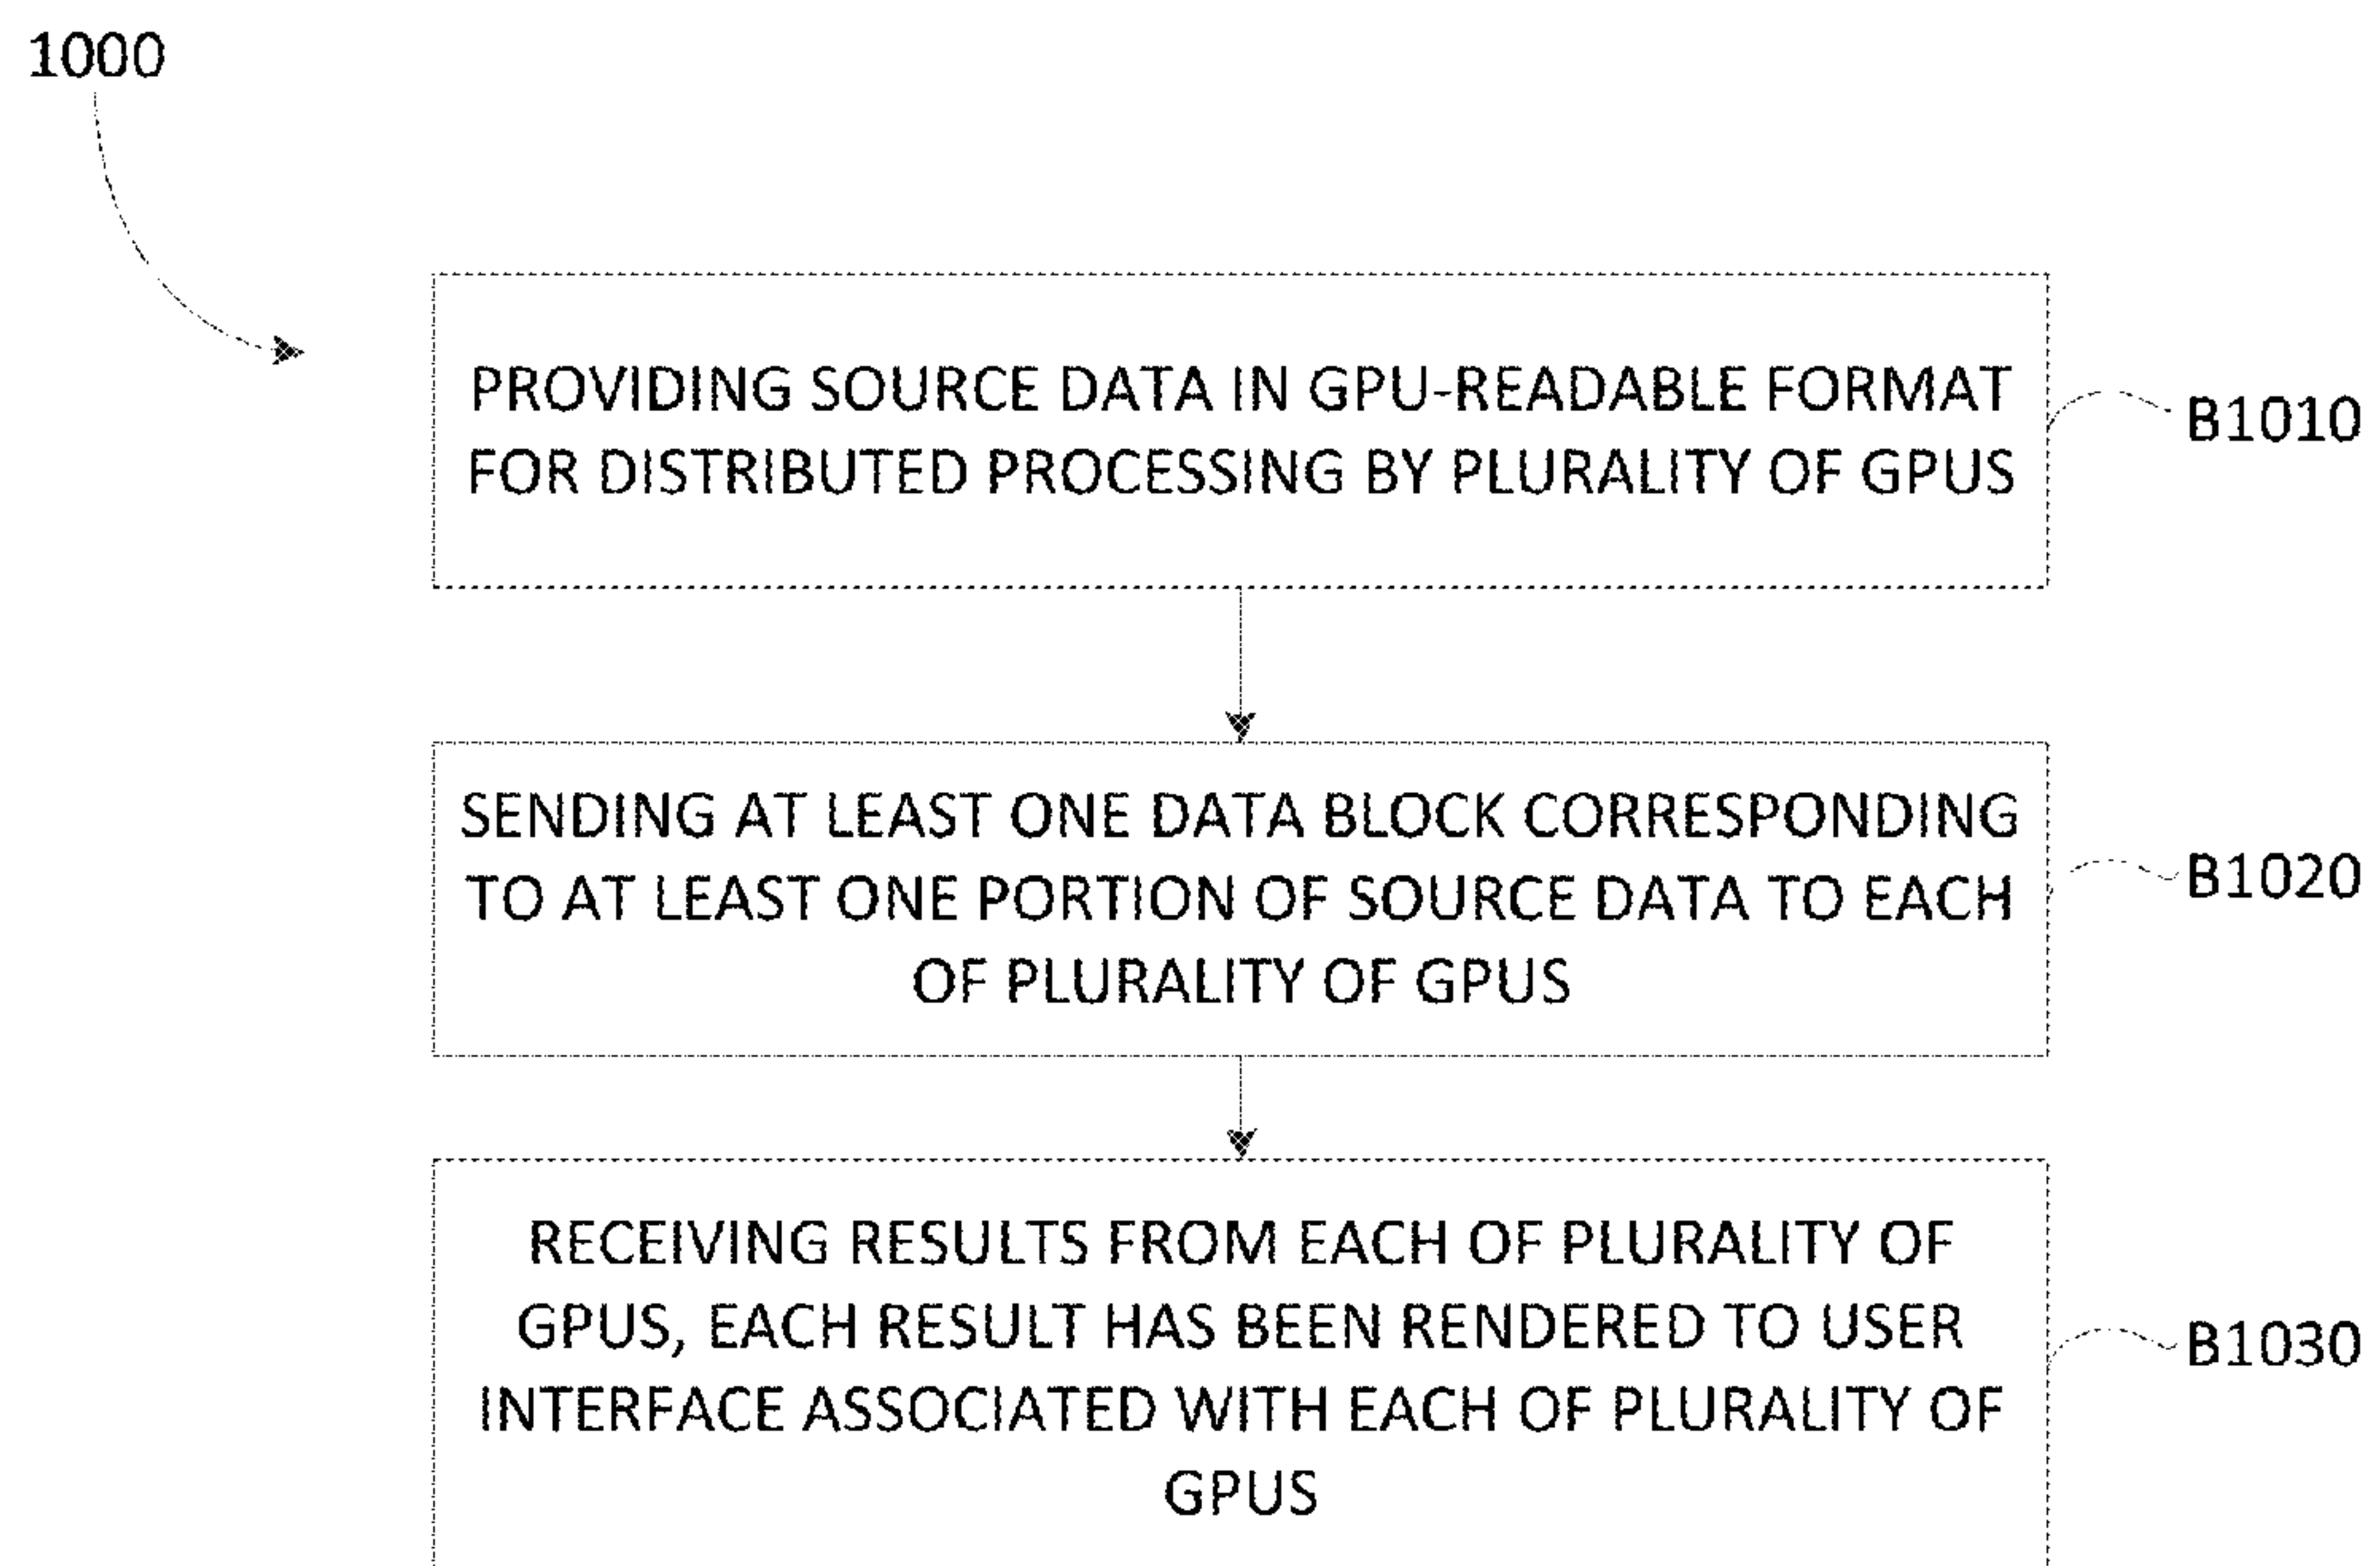 1000
PROVIDING SOURCE DATA IN GPU-READABLE FORMAT
FOR DISTRIBUTED PROCESSING BY PLURALITY OF GPUS
B1010
SENDING AT LEAST ONE DATA BLOCK CORRESPONDING
TO AT LEAST ONE PORTION OF SOURCE DATA TO EACH
OF PLURALITY OF GPUS
B1020
RECEIVING RESULTS FROM EACH OF PLURALITY OF
GPUS, EACH RESULT HAS BEEN RENDERED TO USER
INTERFACE ASSOCIATED WITH EACH OF PLURALITY OF
GPUS
B1030